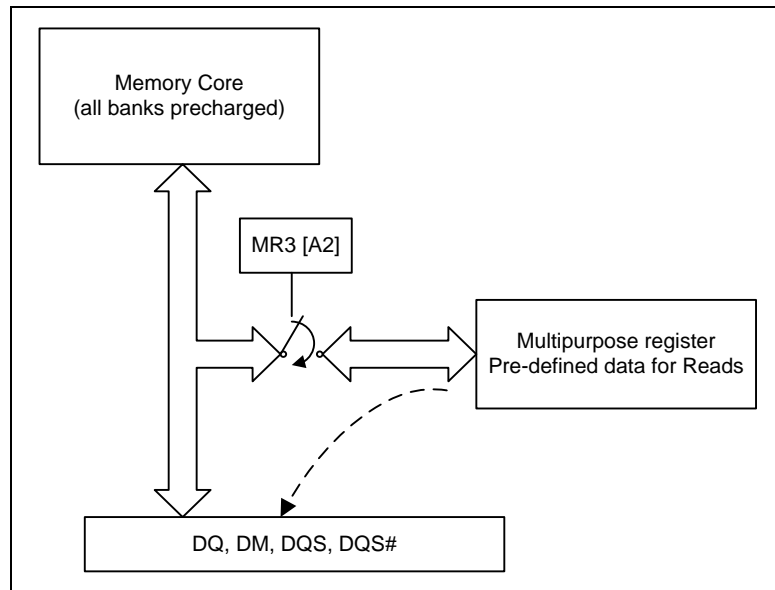 Memory Core
(all banks precharged)
MR3 [A2]
Multipurpose register
Pre-defined data for Reads
DQ, DM, DQS, DQS#